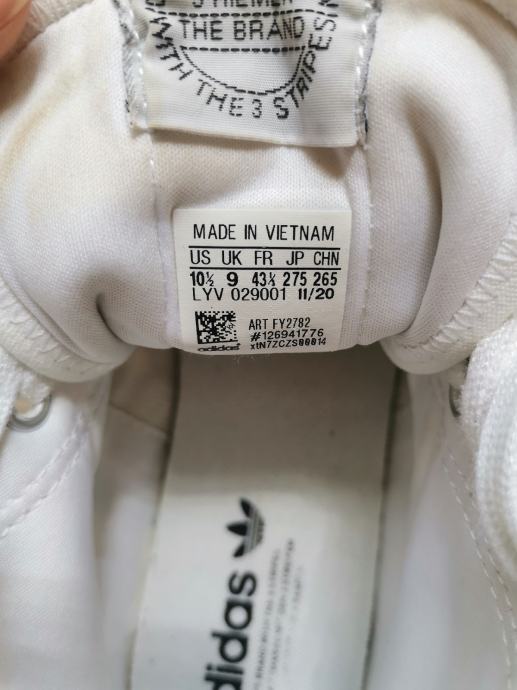 THE BRAND
WITH THE 3 STRIPES
MADE IN VIETNAM
US UK FR JP CHN
10½ 9 43⅓ 275 265
LYV 029001 11/20
ART FY2782
#126941776
adidas
adidas